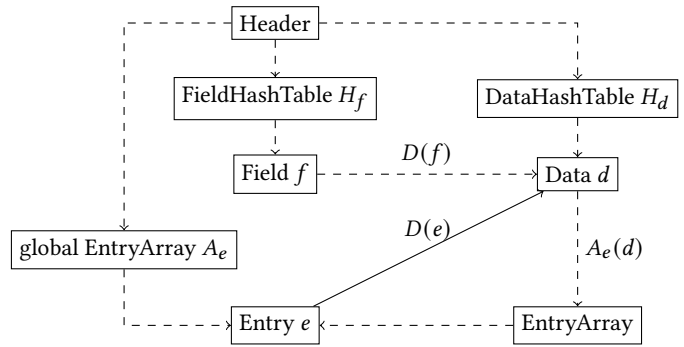 Header
FieldHashTable H_f
DataHashTable H_d
D(f)
Field f
Data d
D(e)
global EntryArray A_e
A_e(d)
Entry e
EntryArray